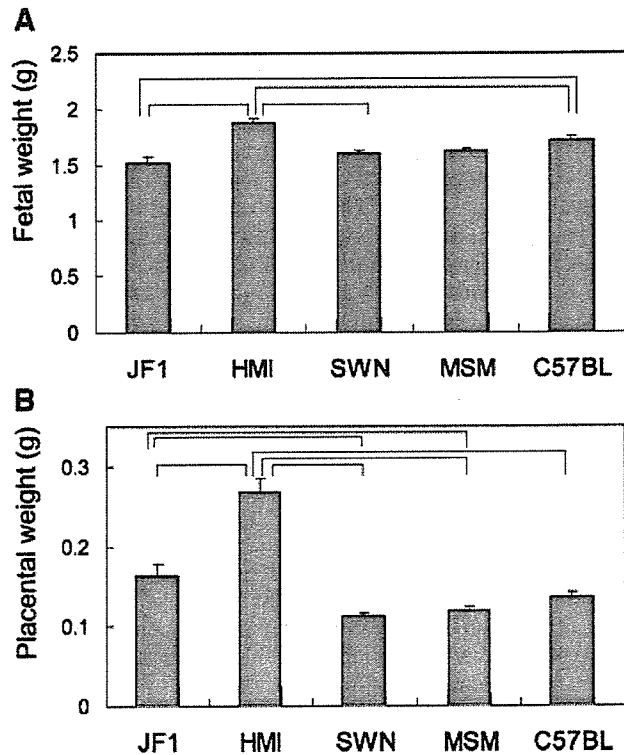 A
Fetal weight (g)
2.5
2
1.5
1
0.5
0
JF1 HMI SWN MSM C57BL
B
Placental weight (g)
0.3
0.2
0.1
0
JF1 HMI SWN MSM C57BL